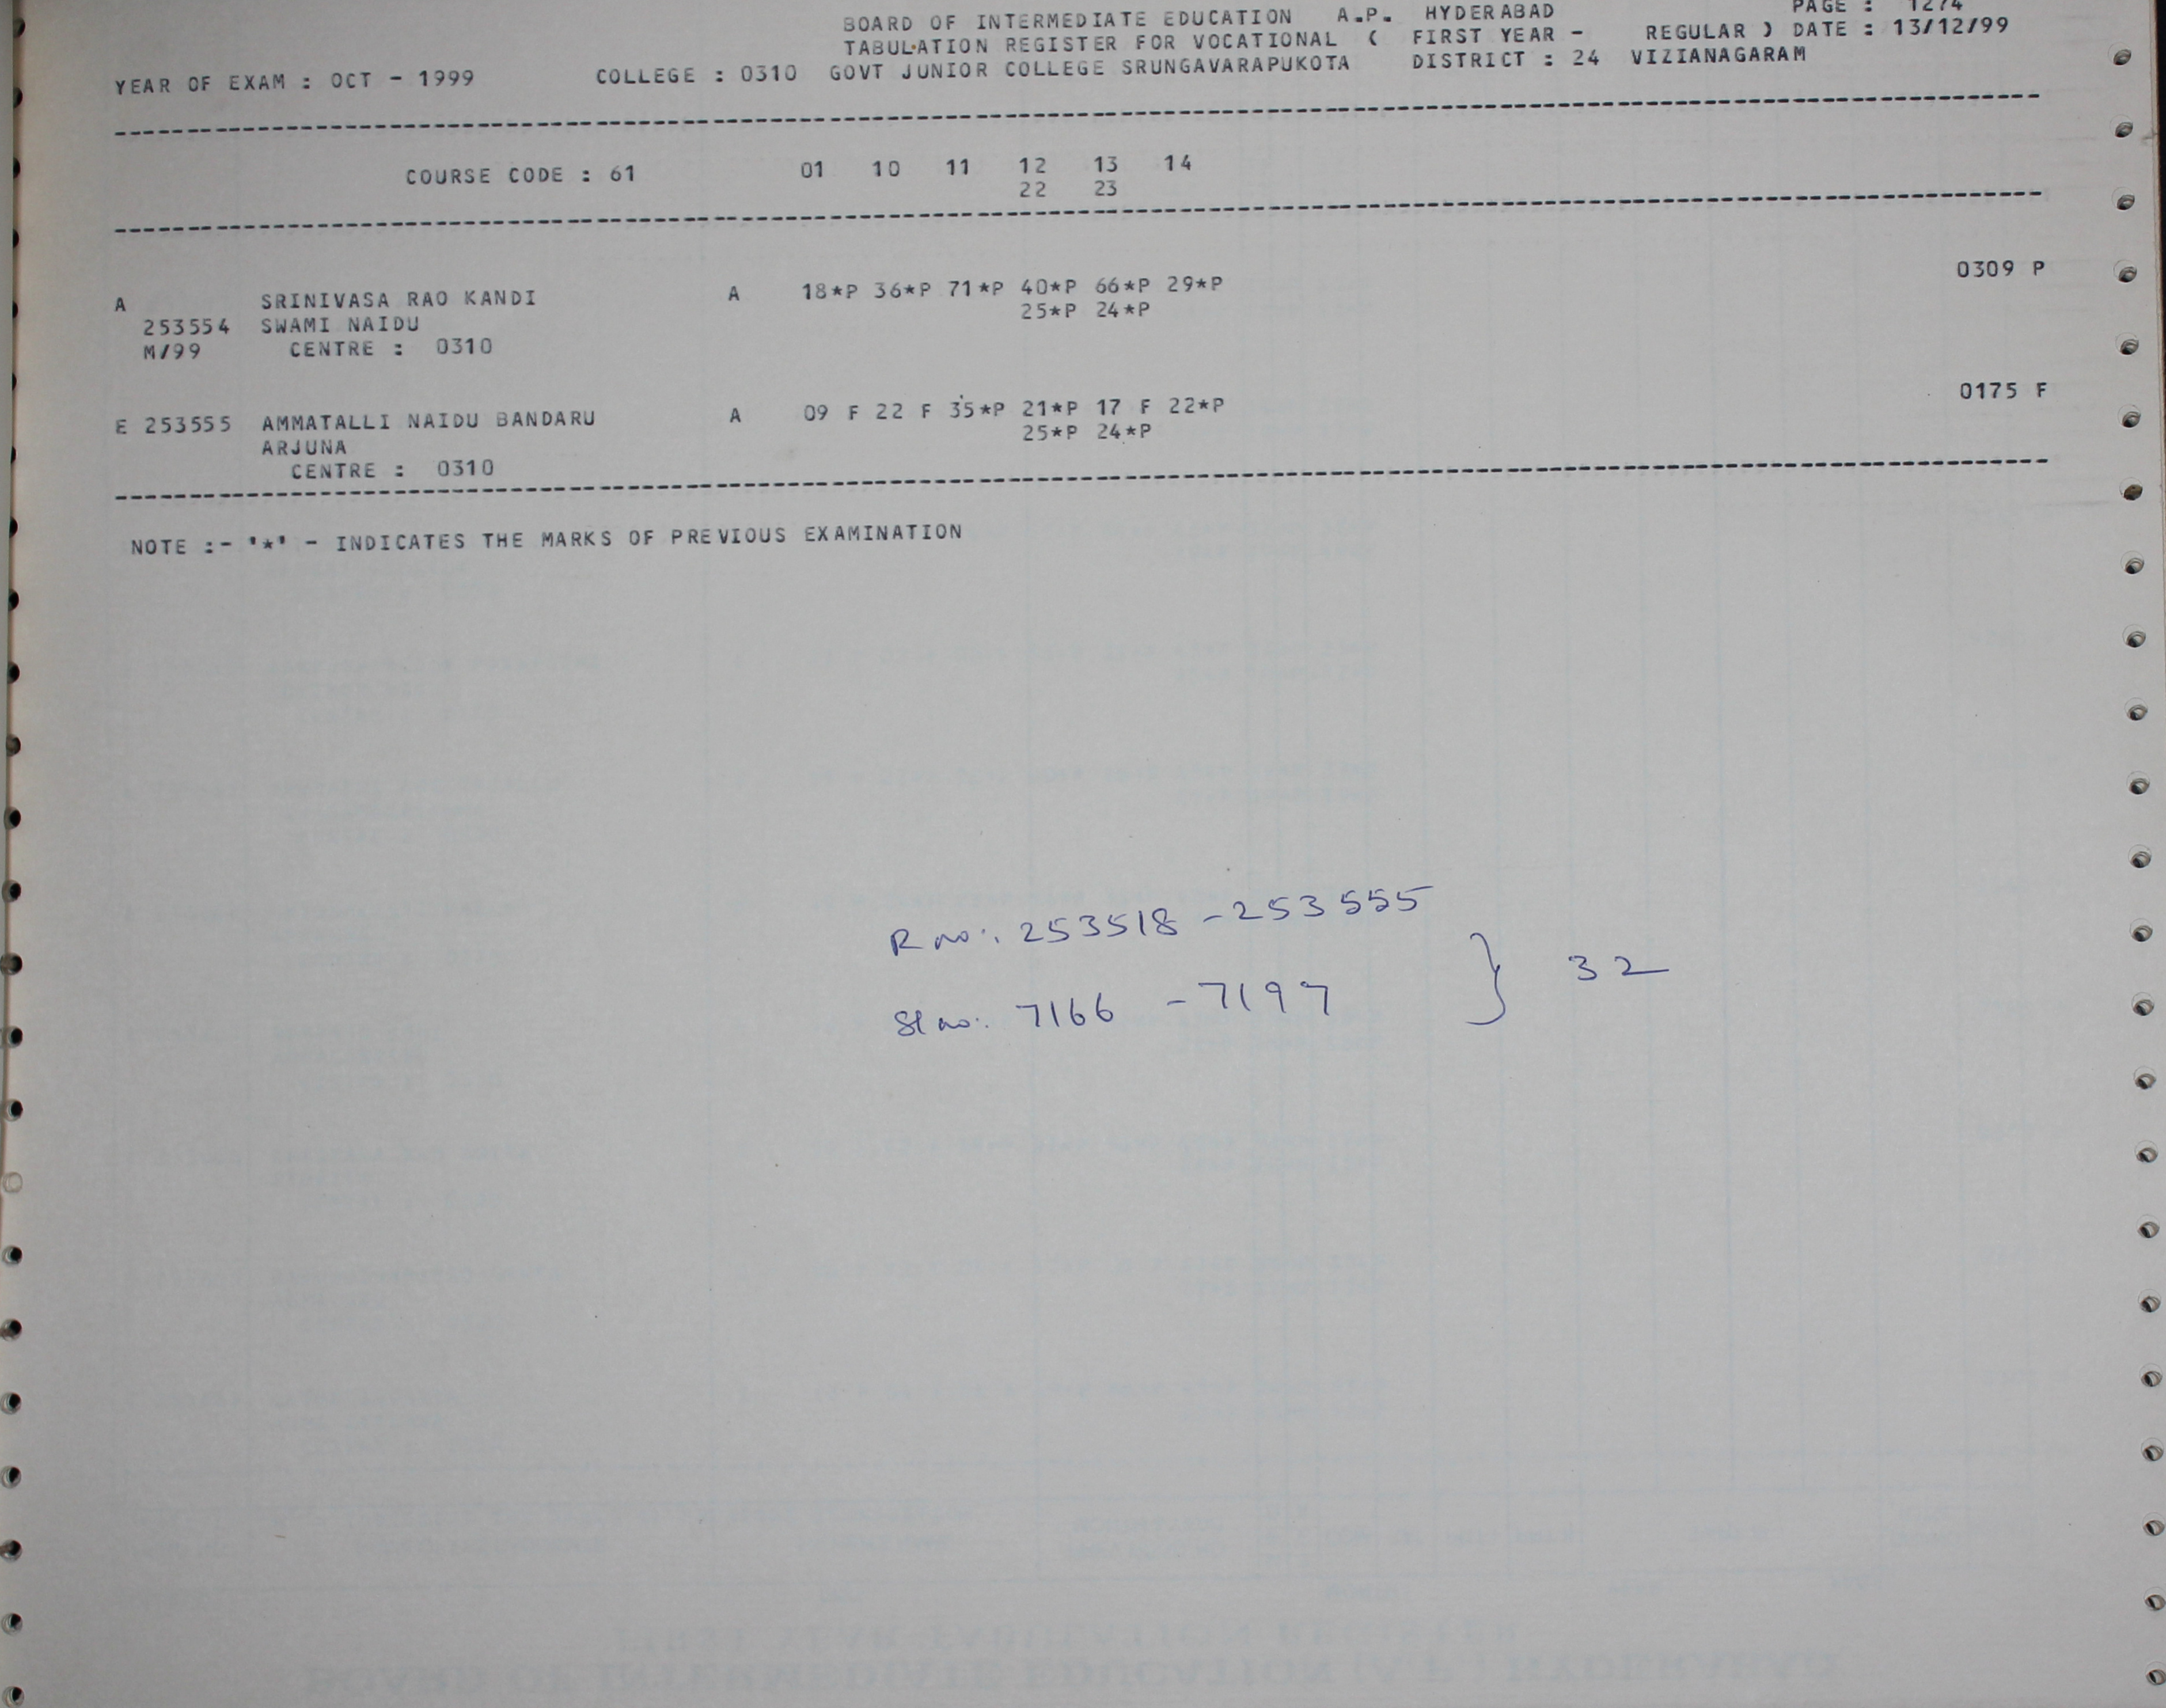 BOARD OF INTERMEDIATE EDUCATION A.P. HYDERABAD PAGE : 1274
TABULATION REGISTER FOR VOCATIONAL ( FIRST YEAR - REGULAR ) DATE : 13/12/99
YEAR OF EXAM : OCT - 1999 COLLEGE : 0310 GOVT JUNIOR COLLEGE SRUNGAVARAPUKOTA DISTRICT : 24 VIZIANAGARAM
COURSE CODE : 61 01 10 11 12 13 14
22 23
A SRINIVASA RAO KANDI A 18*P 36*P 71*P 40*P 66*P 29*P 0309 P
253554 SWAMI NAIDU 25*P 24*P
M/99 CENTRE : 0310
E 253555 AMMATALLI NAIDU BANDARU A 09 F 22 F 35*P 21*P 17 F 22*P 0175 F
ARJUNA 25*P 24*P
CENTRE : 0310
NOTE :- '*' - INDICATES THE MARKS OF PREVIOUS EXAMINATION
R no:. 253518 - 253555
Sl no:. 7166 - 7197 } 32